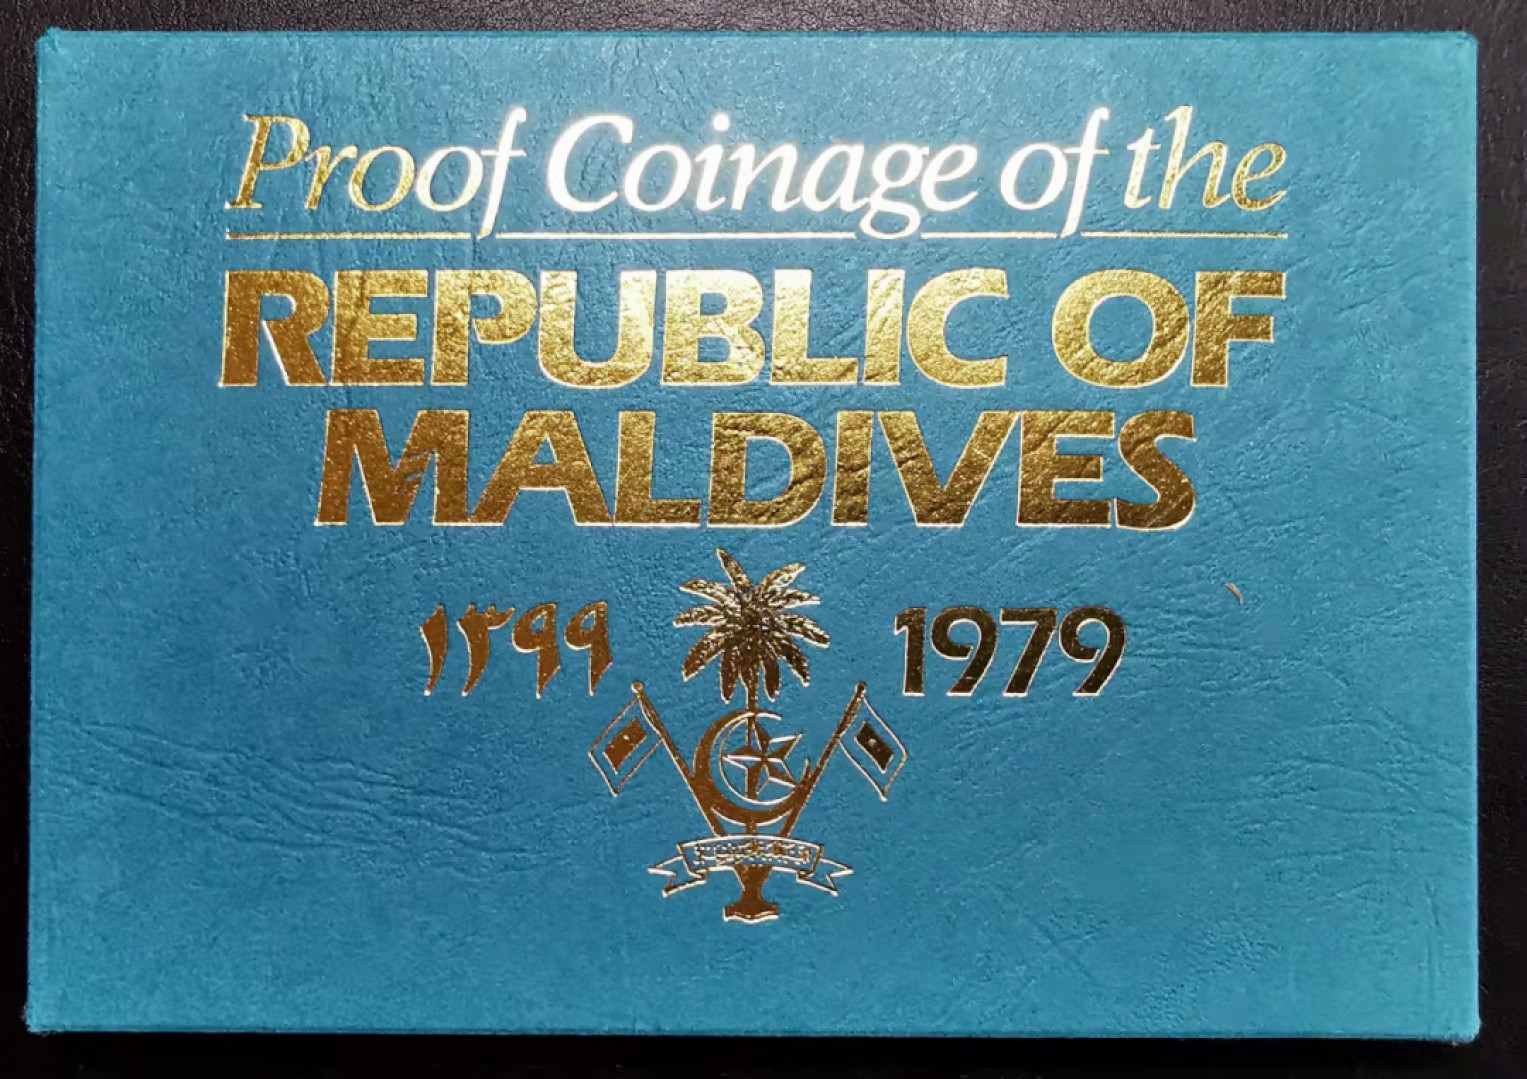 Proof Coinage of the
REPUBLIC OF
MALDIVES
١٣٩٩ 1979